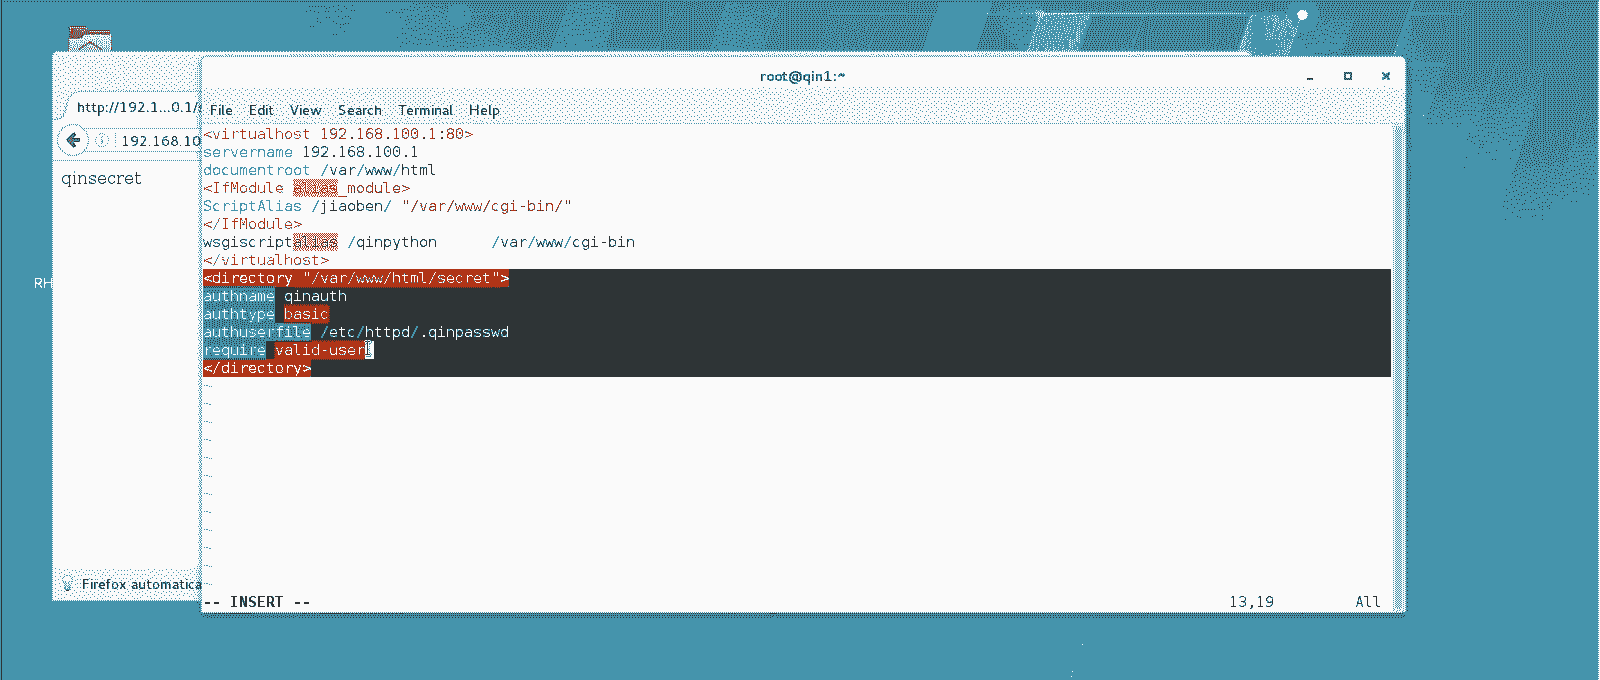 root@qin1:~
http://192.1...0.1/s
File Edit View Search Terminal Help
192.168.10
qinsecret
<virtualhost 192.168.100.1:80>
servername 192.168.100.1
documentroot /var/www/html
<IfModule alias_module>
ScriptAlias /jiaoben/ "/var/www/cgi-bin/"
</IfModule>
wsgiscriptalias /qinpython      /var/www/cgi-bin
</virtualhost>
<directory "/var/www/html/secret">
authname qinauth
authtype basic
authuserfile /etc/httpd/.qinpasswd
require valid-user
</directory>
~
~
~
~
~
~
~
~
~
~
~
~
RH
Firefox automatica
-- INSERT -- 13,19 All